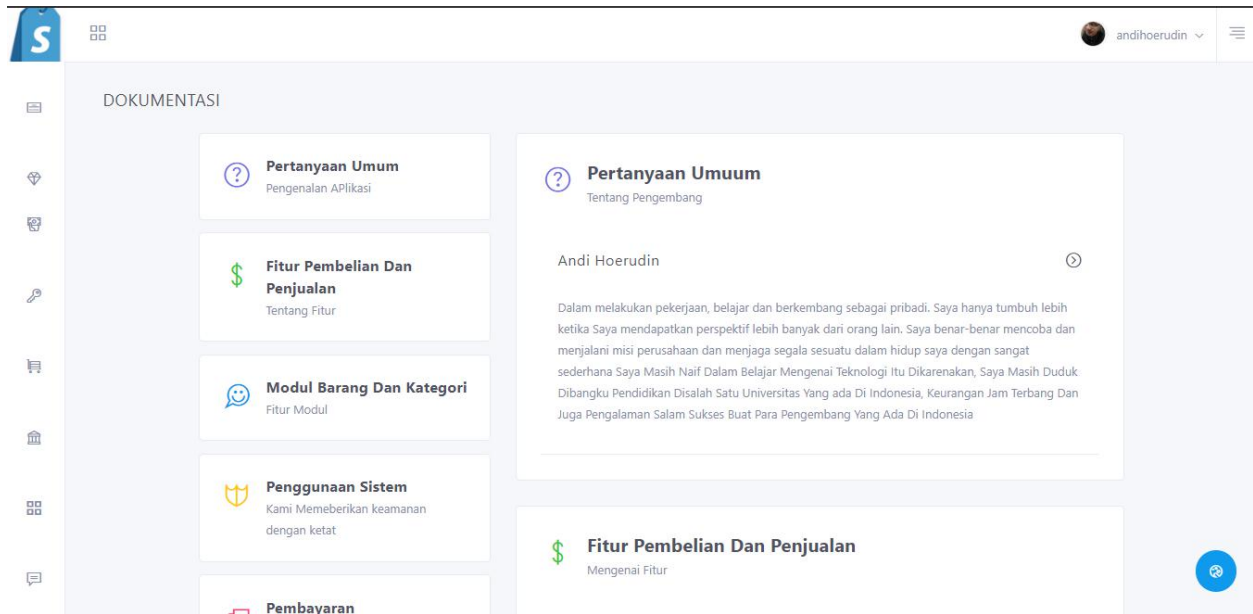 S
andihoerudin
DOKUMENTASI
Pertanyaan Umum
Pengenalan APlikasi
Fitur Pembelian Dan
Penjualan
Tentang Fitur
Modul Barang Dan Kategori
Fitur Modul
Penggunaan Sistem
Kami Memeberikan keamanan
dengan ketat
Pembayaran
Pertanyaan Umuum
Tentang Pengembang
Andi Hoerudin
Dalam melakukan pekerjaan, belajar dan berkembang sebagai pribadi. Saya hanya tumbuh lebih
ketika Saya mendapatkan perspektif lebih banyak dari orang lain. Saya benar-benar mencoba dan
menjalani misi perusahaan dan menjaga segala sesuatu dalam hidup saya dengan sangat
sederhana Saya Masih Naif Dalam Belajar Mengenai Teknologi Itu Dikarenakan, Saya Masih Duduk
Dibangku Pendidikan Disalah Satu Universitas Yang ada Di Indonesia, Keurangan Jam Terbang Dan
Juga Pengalaman Salam Sukses Buat Para Pengembang Yang Ada Di Indonesia
Fitur Pembelian Dan Penjualan
Mengenai Fitur